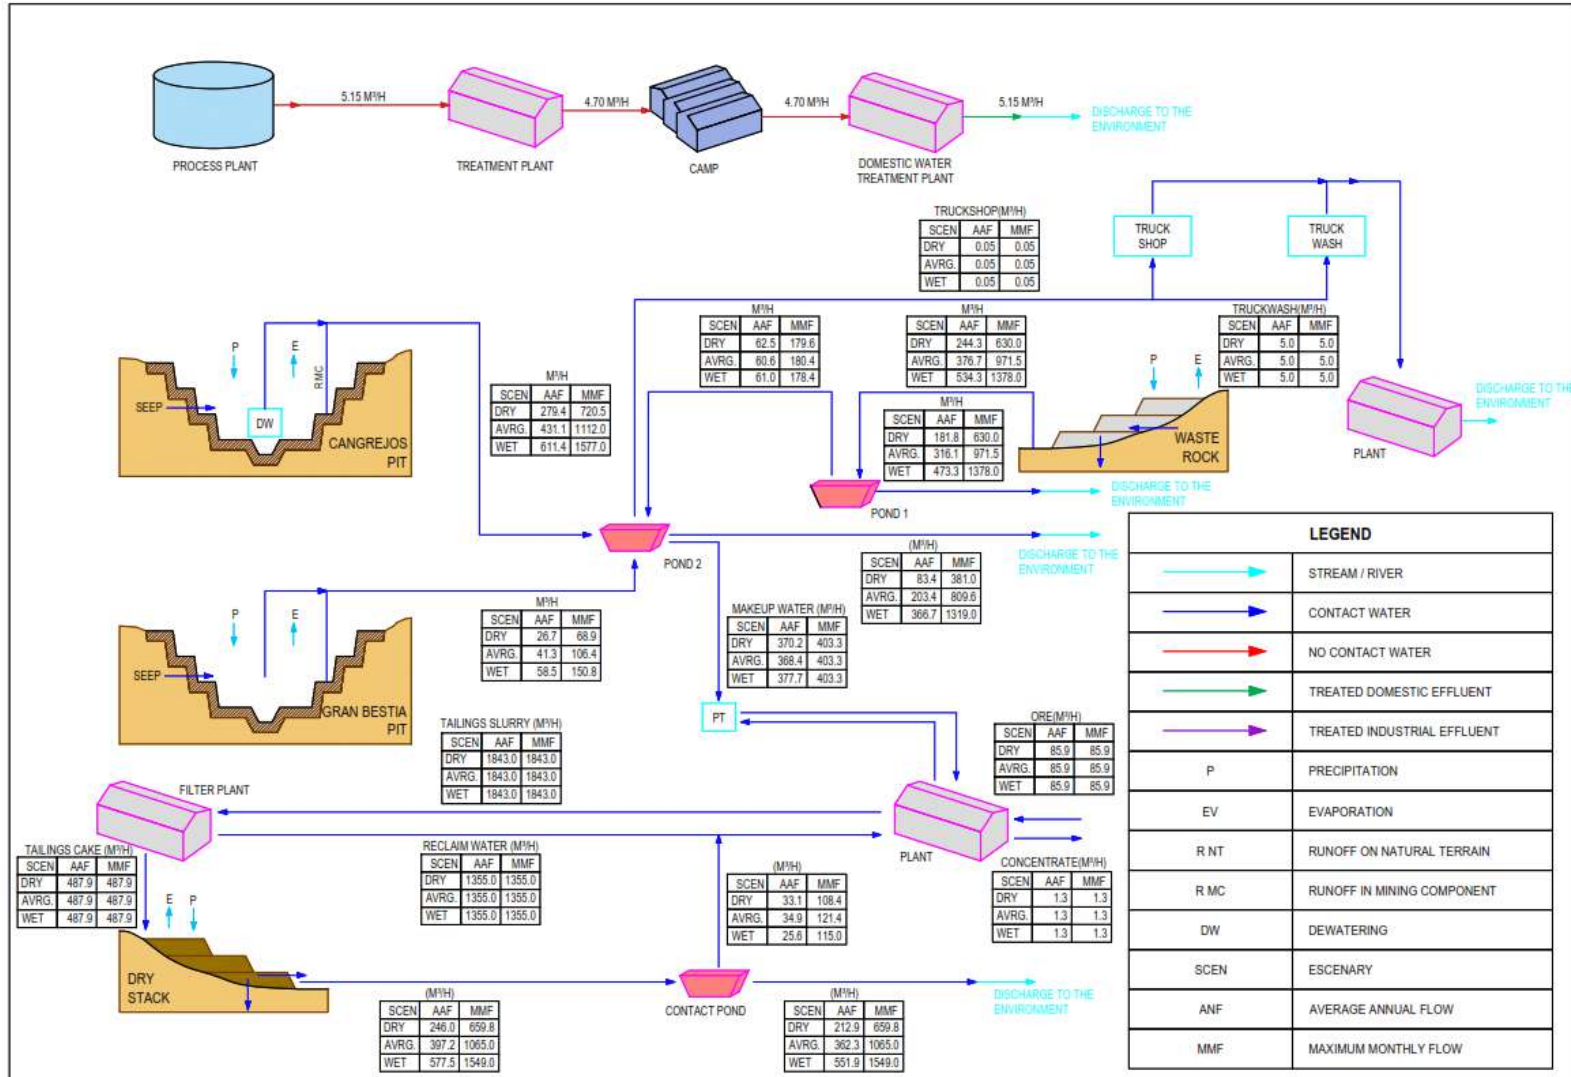 5.15 M³/H
4.70 M³/H
4.70 M³/H
5.15 M³/H
DISCHARGE TO THE
ENVIRONMENT
PROCESS PLANT
TREATMENT PLANT
CAMP
DOMESTIC WATER
TREATMENT PLANT
TRUCKSHOP(M³/H)
SCEN AAF MMF
DRY 0.05 0.05
AVRG. 0.05 0.05
WET 0.05 0.05
TRUCK
SHOP
TRUCK
WASH
M³/H
SCEN AAF MMF
DRY 62.5 179.6
AVRG. 60.6 180.4
WET 61.0 178.4
M³/H
SCEN AAF MMF
DRY 244.3 630.0
AVRG. 376.7 971.5
WET 534.3 1378.0
TRUCKWASH(M³/H)
SCEN AAF MMF
DRY 5.0 5.0
AVRG. 5.0 5.0
WET 5.0 5.0
P
E
R MC
SEEP
DW
CANGREJOS
PIT
M³/H
SCEN AAF MMF
DRY 279.4 720.5
AVRG. 431.1 1112.0
WET 611.4 1577.0
M³/H
SCEN AAF MMF
DRY 181.8 630.0
AVRG. 316.1 971.5
WET 473.3 1378.0
P
E
WASTE
ROCK
DISCHARGE TO THE
ENVIRONMENT
PLANT
POND 1
DISCHARGE TO THE
ENVIRONMENT
POND 2
DISCHARGE TO THE
ENVIRONMENT
(M³/H)
SCEN AAF MMF
DRY 83.4 381.0
AVRG. 203.4 809.6
WET 366.7 1319.0
P
E
SEEP
GRAN BESTIA
PIT
M³/H
SCEN AAF MMF
DRY 26.7 68.9
AVRG. 41.3 106.4
WET 58.5 150.8
MAKEUP WATER (M³/H)
SCEN AAF MMF
DRY 370.2 403.3
AVRG. 368.4 403.3
WET 377.7 403.3
PT
TAILINGS SLURRY (M³/H)
SCEN AAF MMF
DRY 1843.0 1843.0
AVRG. 1843.0 1843.0
WET 1843.0 1843.0
ORE(M³/H)
SCEN AAF MMF
DRY 85.9 85.9
AVRG. 85.9 85.9
WET 85.9 85.9
FILTER PLANT
PLANT
TAILINGS CAKE (M³/H)
SCEN AAF MMF
DRY 487.9 487.9
AVRG. 487.9 487.9
WET 487.9 487.9
RECLAIM WATER (M³/H)
SCEN AAF MMF
DRY 1355.0 1355.0
AVRG. 1355.0 1355.0
WET 1355.0 1355.0
(M³/H)
SCEN AAF MMF
DRY 33.1 108.4
AVRG. 34.9 121.4
WET 25.6 115.0
CONCENTRATE(M³/H)
SCEN AAF MMF
DRY 1.3 1.3
AVRG. 1.3 1.3
WET 1.3 1.3
E
P
DRY
STACK
(M³/H)
SCEN AAF MMF
DRY 246.0 659.8
AVRG. 397.2 1065.0
WET 577.5 1549.0
CONTACT POND
(M³/H)
SCEN AAF MMF
DRY 212.9 659.8
AVRG. 362.3 1065.0
WET 551.9 1549.0
DISCHARGE TO THE
ENVIRONMENT
LEGEND
STREAM / RIVER
CONTACT WATER
NO CONTACT WATER
TREATED DOMESTIC EFFLUENT
TREATED INDUSTRIAL EFFLUENT
P PRECIPITATION
EV EVAPORATION
R NT RUNOFF ON NATURAL TERRAIN
R MC RUNOFF IN MINING COMPONENT
DW DEWATERING
SCEN ESCENARY
ANF AVERAGE ANNUAL FLOW
MMF MAXIMUM MONTHLY FLOW